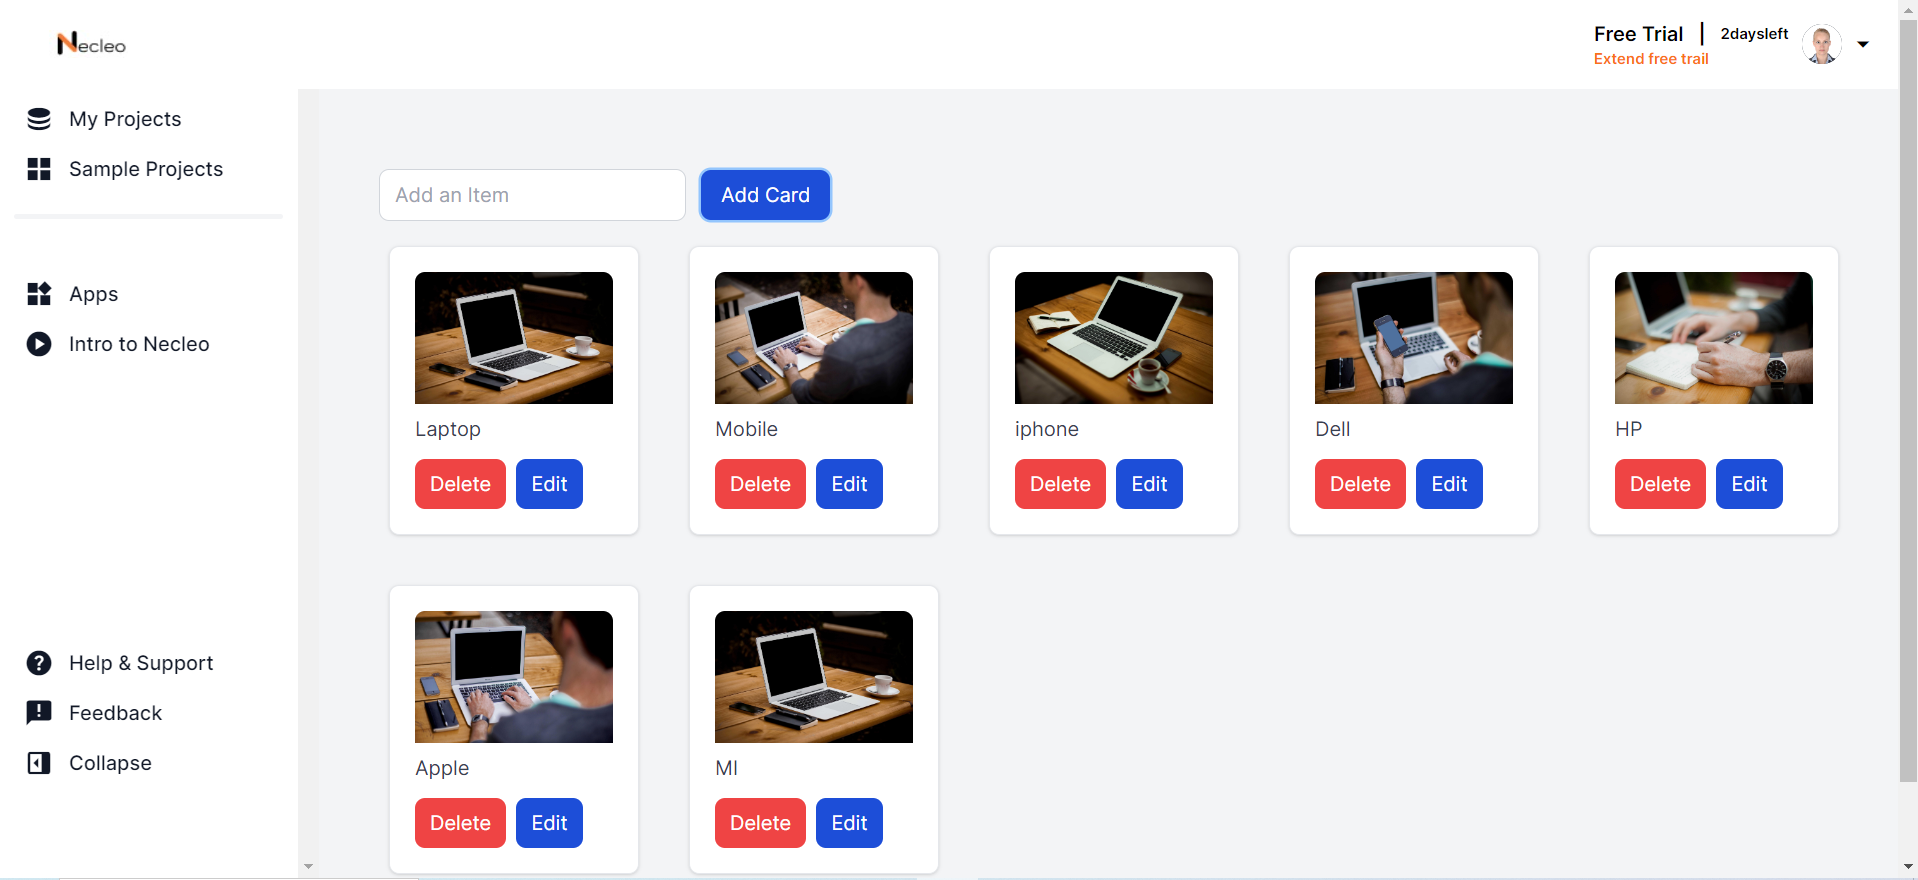 Necleo
Free Trial | 2daysleft
Extend free trail
My Projects
Sample Projects
Apps
Intro to Necleo
Help & Support
Feedback
Collapse
Add an Item
Add Card
Laptop
Delete Edit
Mobile
Delete Edit
iphone
Delete Edit
Dell
Delete Edit
HP
Delete Edit
Apple
Delete Edit
MI
Delete Edit